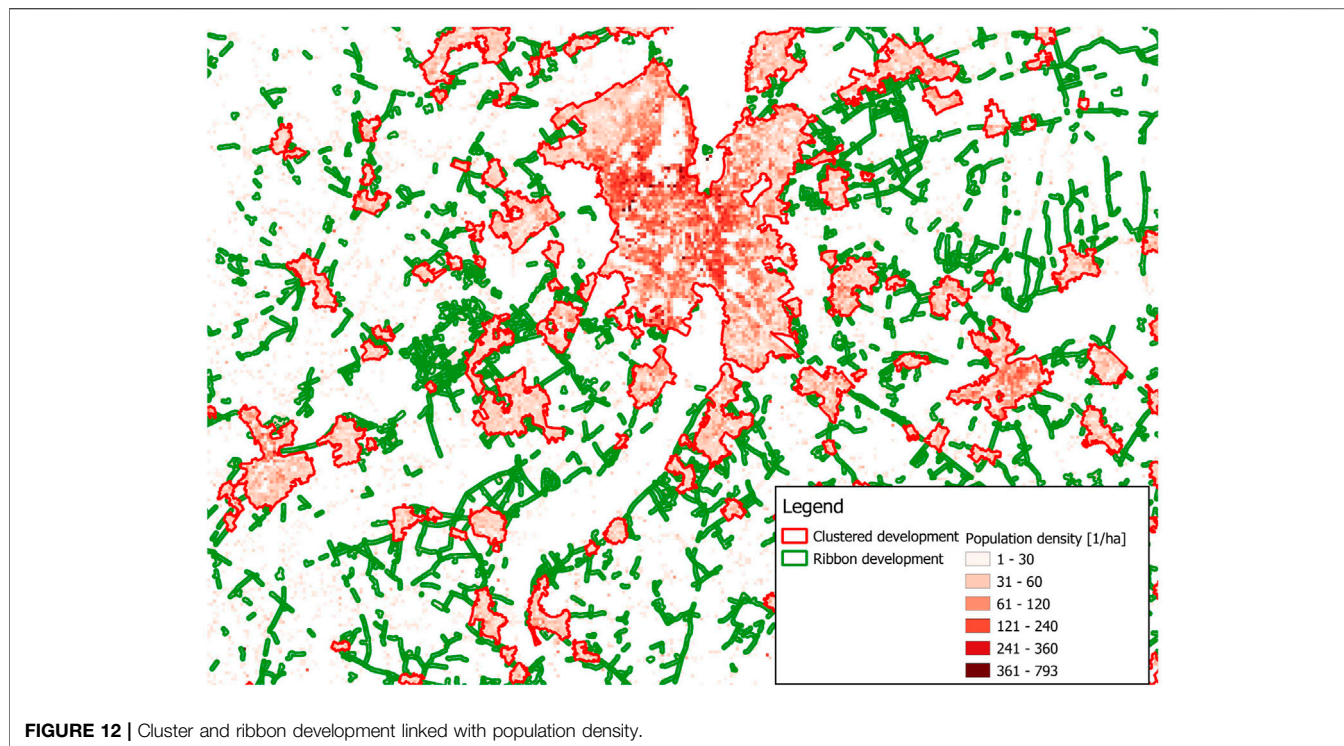 Legend
Clustered development
Ribbon development
Population density [1/ha]
1 - 30
31 - 60
61 - 120
121 - 240
241 - 360
361 - 793
FIGURE 12 | Cluster and ribbon development linked with population density.